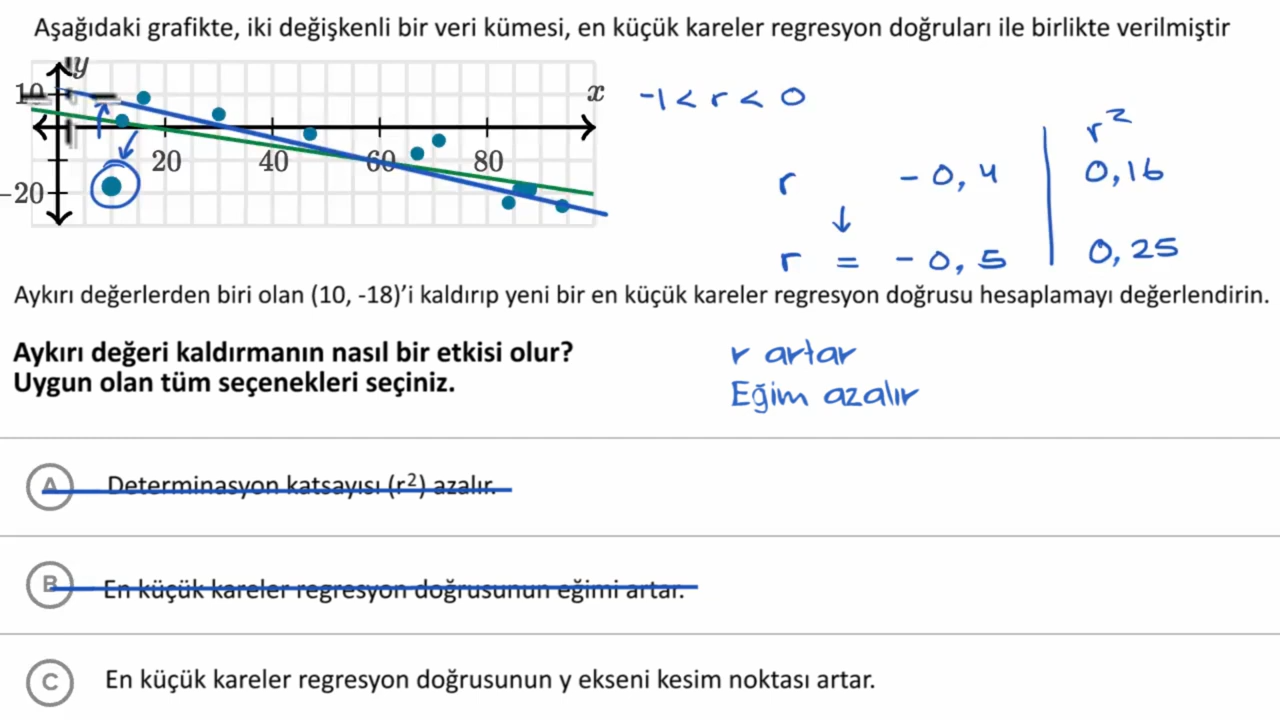 Aşağıdaki grafikte, iki değişkenli bir veri kümesi, en küçük kareler regresyon doğruları ile birlikte verilmiştir
y
10
x
20 40 60 80
-20
-1 < r < 0
r²
r -0,4 0,16
↓
r = -0,5 0,25
Aykırı değerlerden biri olan (10, -18)'i kaldırıp yeni bir en küçük kareler regresyon doğrusu hesaplamayı değerlendirin.
Aykırı değeri kaldırmanın nasıl bir etkisi olur?
Uygun olan tüm seçenekleri seçiniz.
r artar
Eğim azalır
A Determinasyon katsayısı (r²) azalır.
B En küçük kareler regresyon doğrusunun eğimi artar.
C En küçük kareler regresyon doğrusunun y ekseni kesim noktası artar.